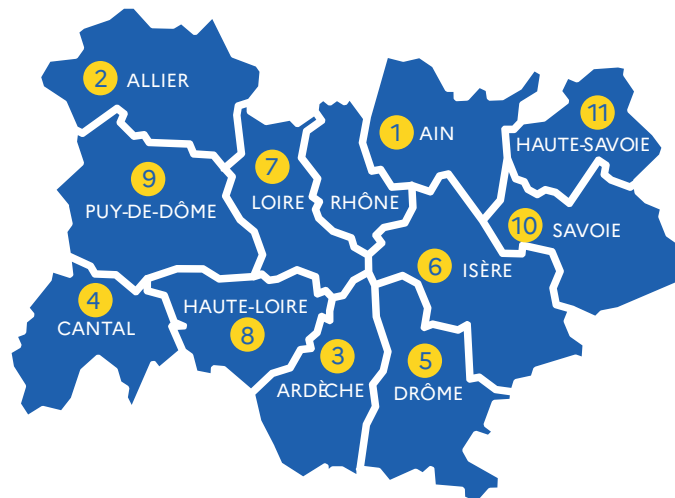 2 ALLIER
1 AIN
11
HAUTE-SAVOIE
9
PUY-DE-DÔME
7
LOIRE
RHÔNE
10 SAVOIE
6 ISÈRE
4
CANTAL
HAUTE-LOIRE
8
3
ARDÈCHE
5
DRÔME